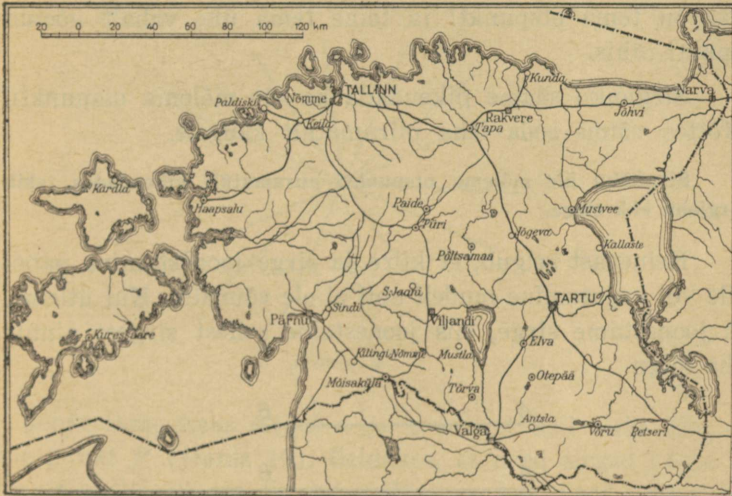 20 0 20 40 60 80 100 120 km
Kunda
Paldiski
Nõmme
TALLINN
Narva
Keila
Rakvere
Jõhvi
Tapa
Kärdla
Haapsalu
Paide
Türi
Mustvee
Jõgeva
Kallaste
Põltsamaa
S.-Jaani
Sindi
PÄRNU
Viljandi
TARTU
Kuressaare
Elva
Kilingi-Nõmme
Mustla
Mõisaküla
Otepää
Tõrva
Antsla
Valga
Võru
Petseri